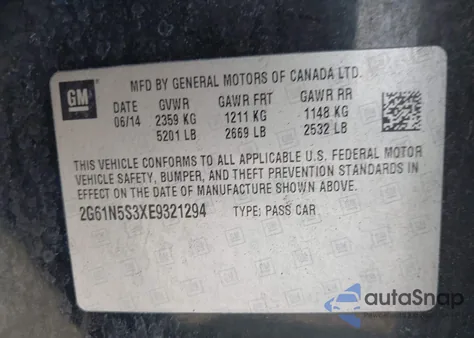 GM
MFD BY GENERAL MOTORS OF CANADA LTD.
DATE GVWR GAWR FRT GAWR RR
06/14 2359 KG 1211 KG 1148 KG
5201 LB 2669 LB 2532 LB
THIS VEHICLE CONFORMS TO ALL APPLICABLE U.S. FEDERAL MOTOR
VEHICLE SAFETY, BUMPER, AND THEFT PREVENTION STANDARDS IN
EFFECT ON THE DATE OF MANUFACTURE SHOWN ABOVE.
2G61N5S3XE9321294 TYPE: PASS CAR
autoSnap